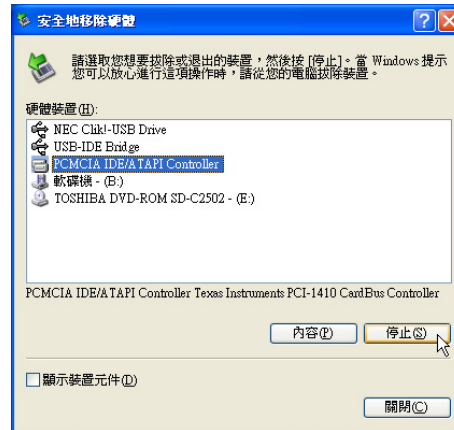 安全地移除硬體
請選取您想要拔除或退出的裝置，然後按 [停止]。當 Windows 提示
您可以放心進行這項操作時，請從您的電腦拔除裝置。
硬體裝置(H):
NEC Clik!-USB Drive
USB-IDE Bridge
PCMCIA IDE/ATAPI Controller
軟碟機 - (B:)
TOSHIBA DVD-ROM SD-C2502 - (E:)
PCMCIA IDE/ATAPI Controller Texas Instruments PCI-1410 CardBus Controller
內容(P)
停止(S)
顯示裝置元件(D)
關閉(C)